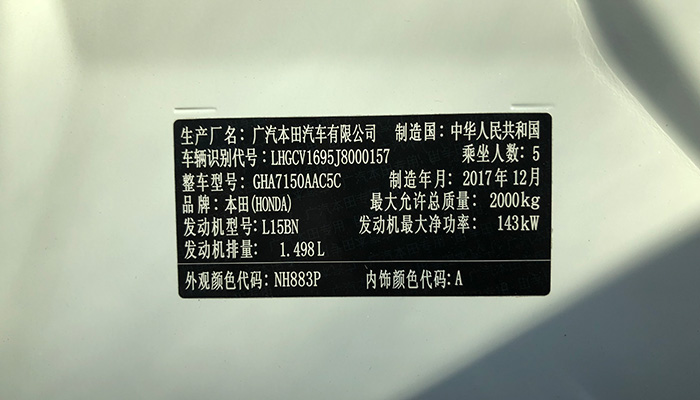 生产厂名: 广汽本田汽车有限公司 制造国: 中华人民共和国
车辆识别代号: LHGCV1695J8000157 乘坐人数: 5
整车型号: GHA7150AAC5C 制造年月: 2017年12月
品牌: 本田(HONDA) 最大允许总质量: 2000kg
发动机型号: L15BN 发动机最大净功率: 143kW
发动机排量: 1.498L
外观颜色代码: NH883P 内饰颜色代码: A